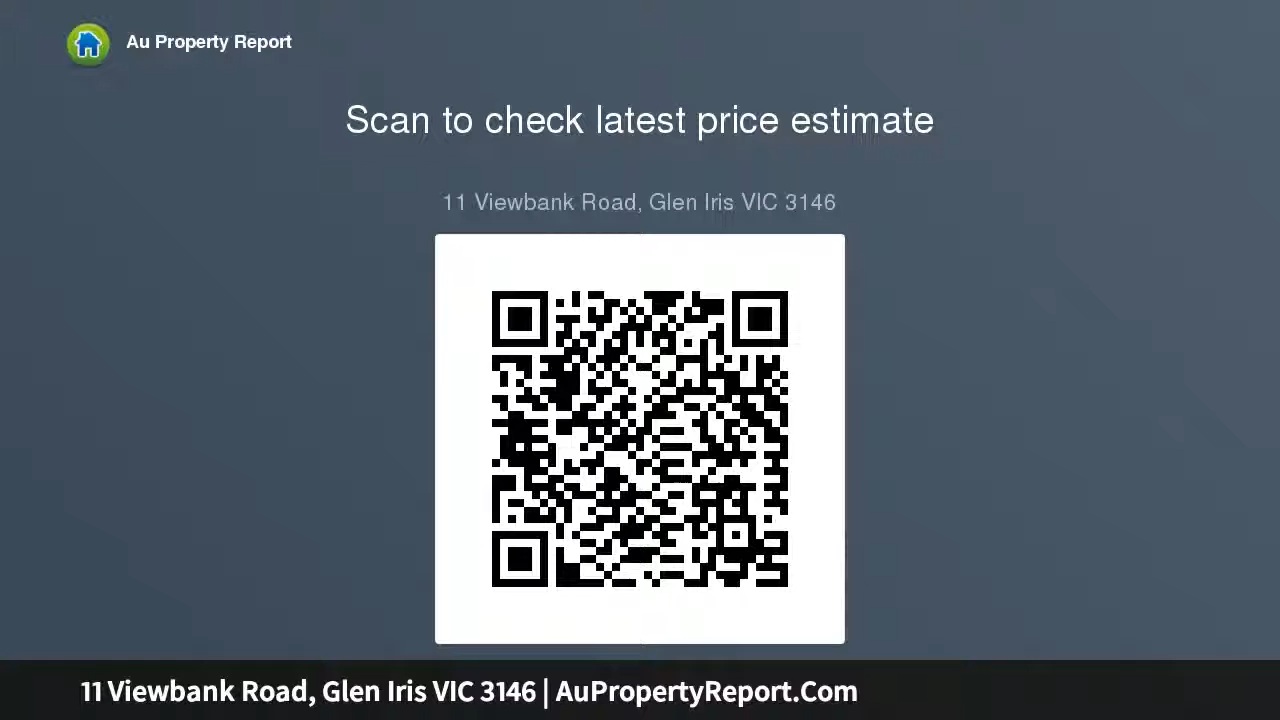 Au Property Report
Scan to check latest price estimate
11 Viewbank Road, Glen Iris VIC 3146
11 Viewbank Road, Glen Iris VIC 3146 | AuPropertyReport.Com